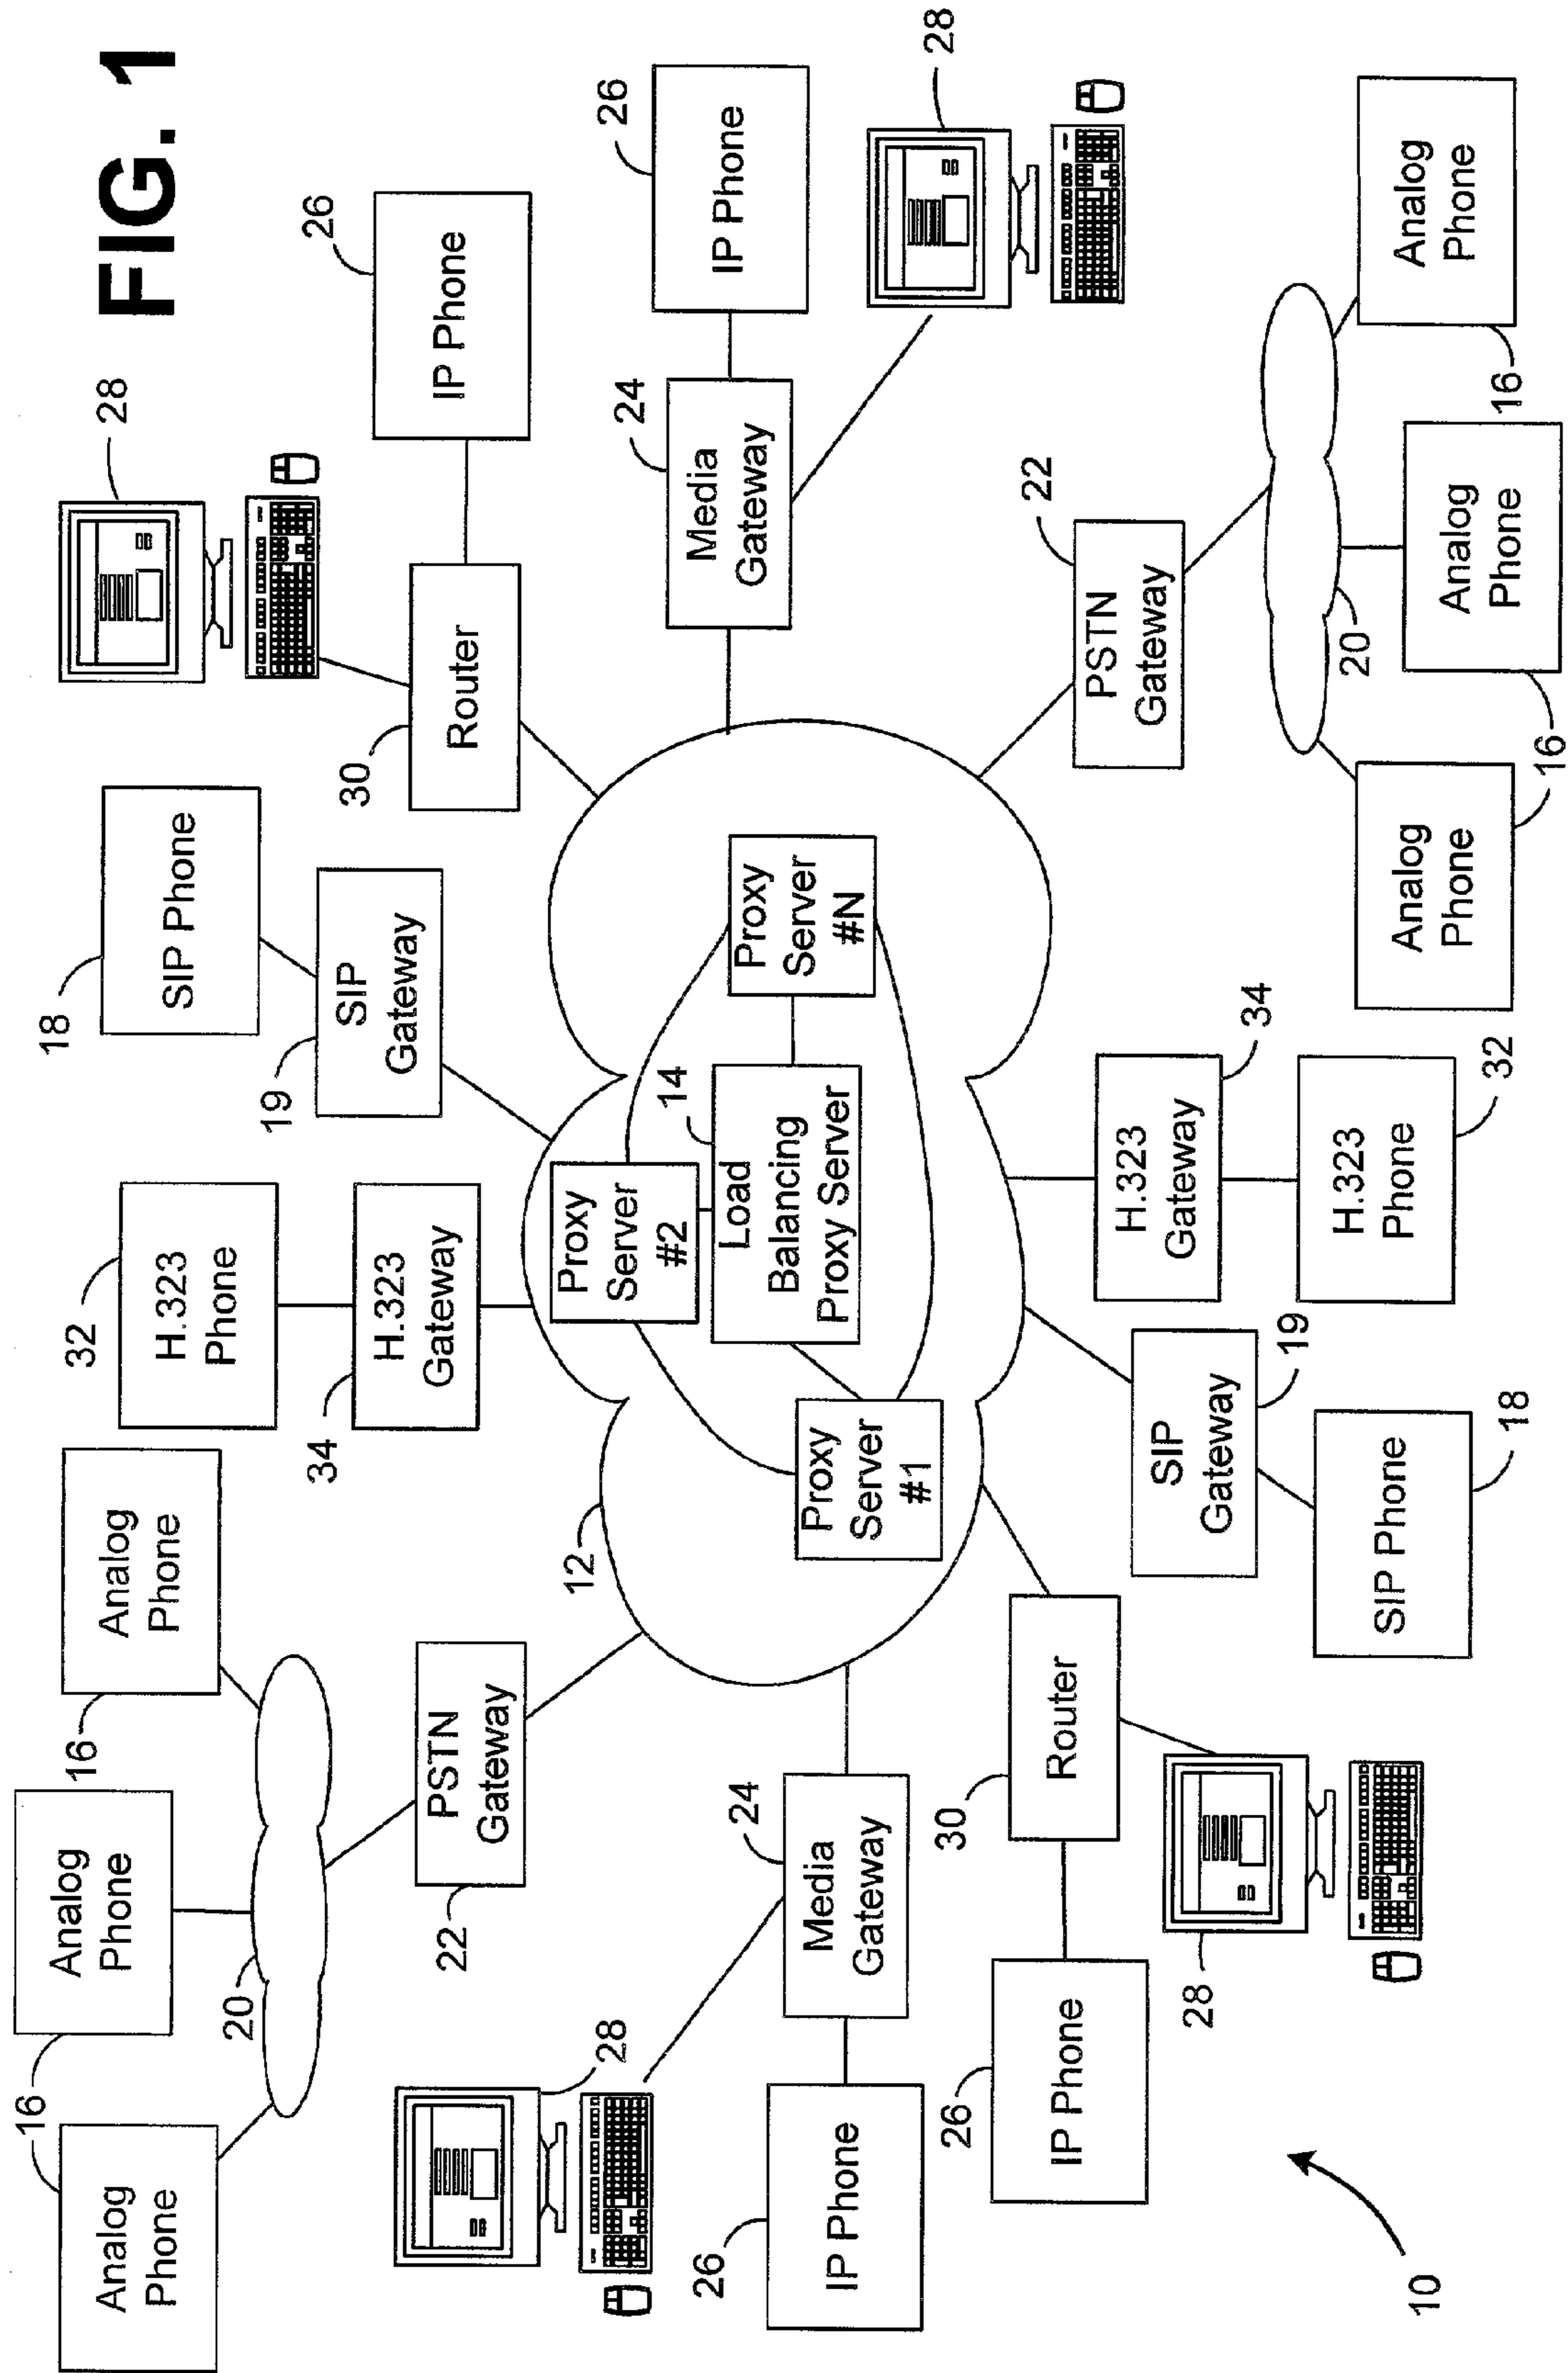 FIG. 1
Analog
Phone
16
Analog
Phone
16
Analog
Phone
32
H.323
Phone
18
SIP Phone
28
20
22
PSTN
Gateway
34
H.323
Gateway
19
SIP
Gateway
30
Router
26
IP Phone
28
12
Proxy
Server
#2
14
Load
Balancing
Proxy Server
Proxy
Server
#N
Proxy
Server
#1
24
Media
Gateway
26
IP Phone
26
IP Phone
24
Media
Gateway
28
26
IP Phone
30
Router
28
19
SIP
Gateway
18
SIP Phone
34
H.323
Gateway
32
H.323
Phone
22
PSTN
Gateway
20
Analog
Phone
16
Analog
Phone
16
Analog
Phone
10